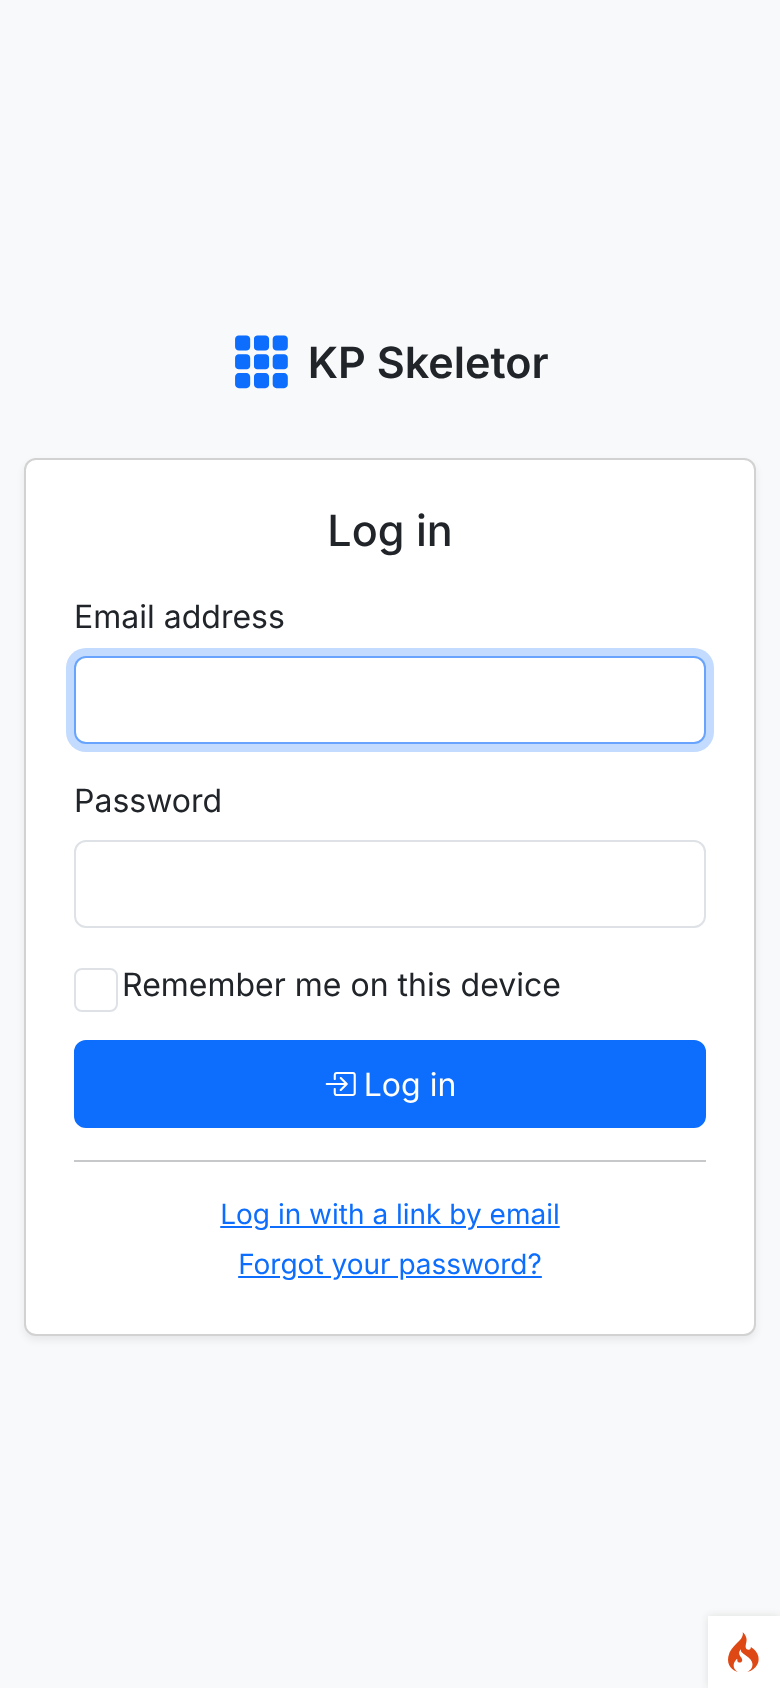 KP Skeletor
Log in
Email address
Password
Remember me on this device
Log in
Log in with a link by email
Forgot your password?